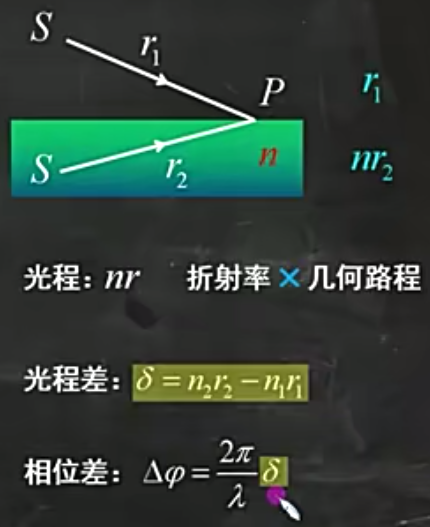 S
r₁
P
r₁
S
r₂
n
nr₂
光程：nr 折射率×几何路程
光程差：δ = n₂r₂ − n₁r₁
相位差：Δφ = 2π/λ δ